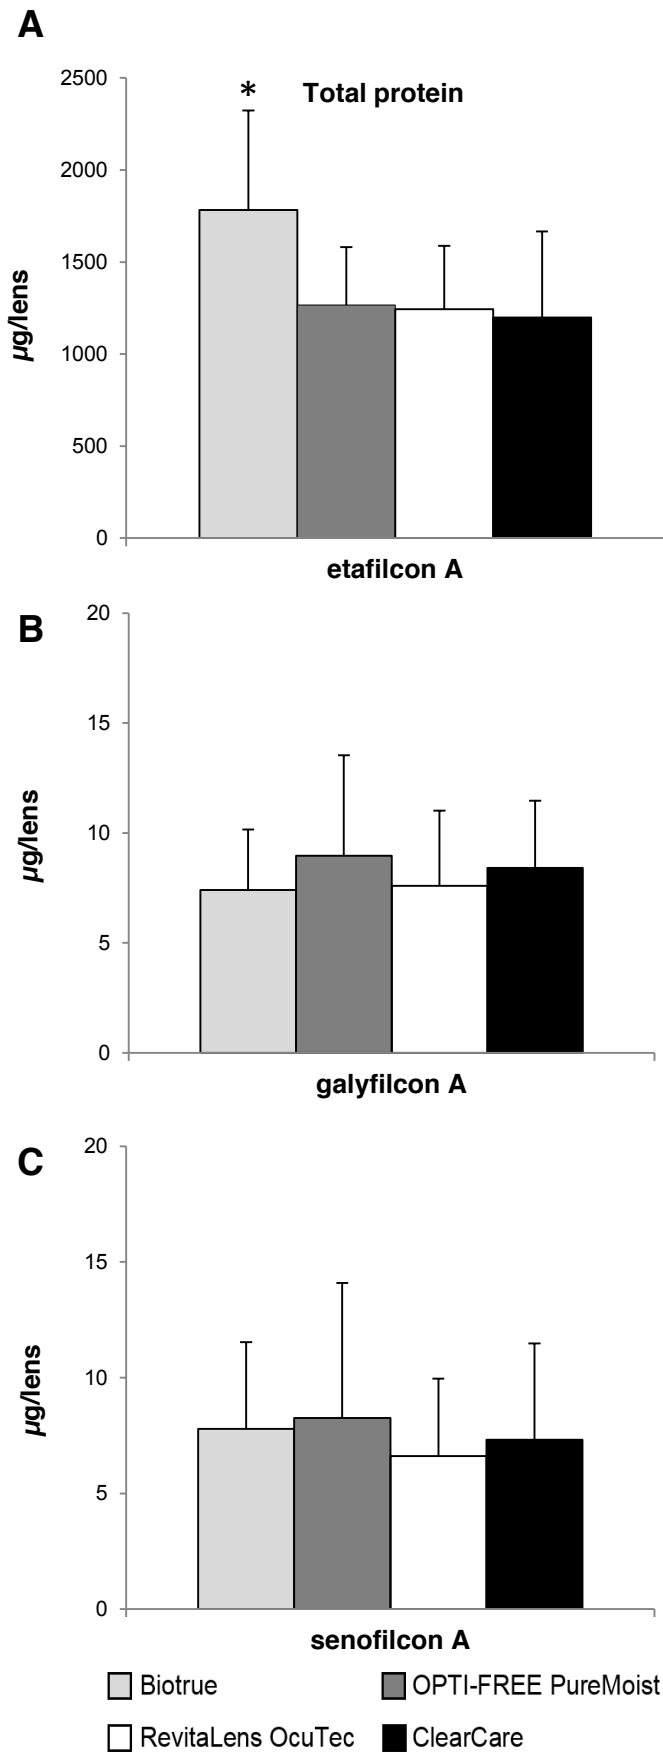 A
2500
* Total protein
2000
1500
1000
500
0
µg/lens
etafilcon A
B
20
15
10
5
0
µg/lens
galyfilcon A
C
20
15
10
5
0
µg/lens
senofilcon A
Biotrue OPTI-FREE PureMoist
RevitaLens OcuTec ClearCare